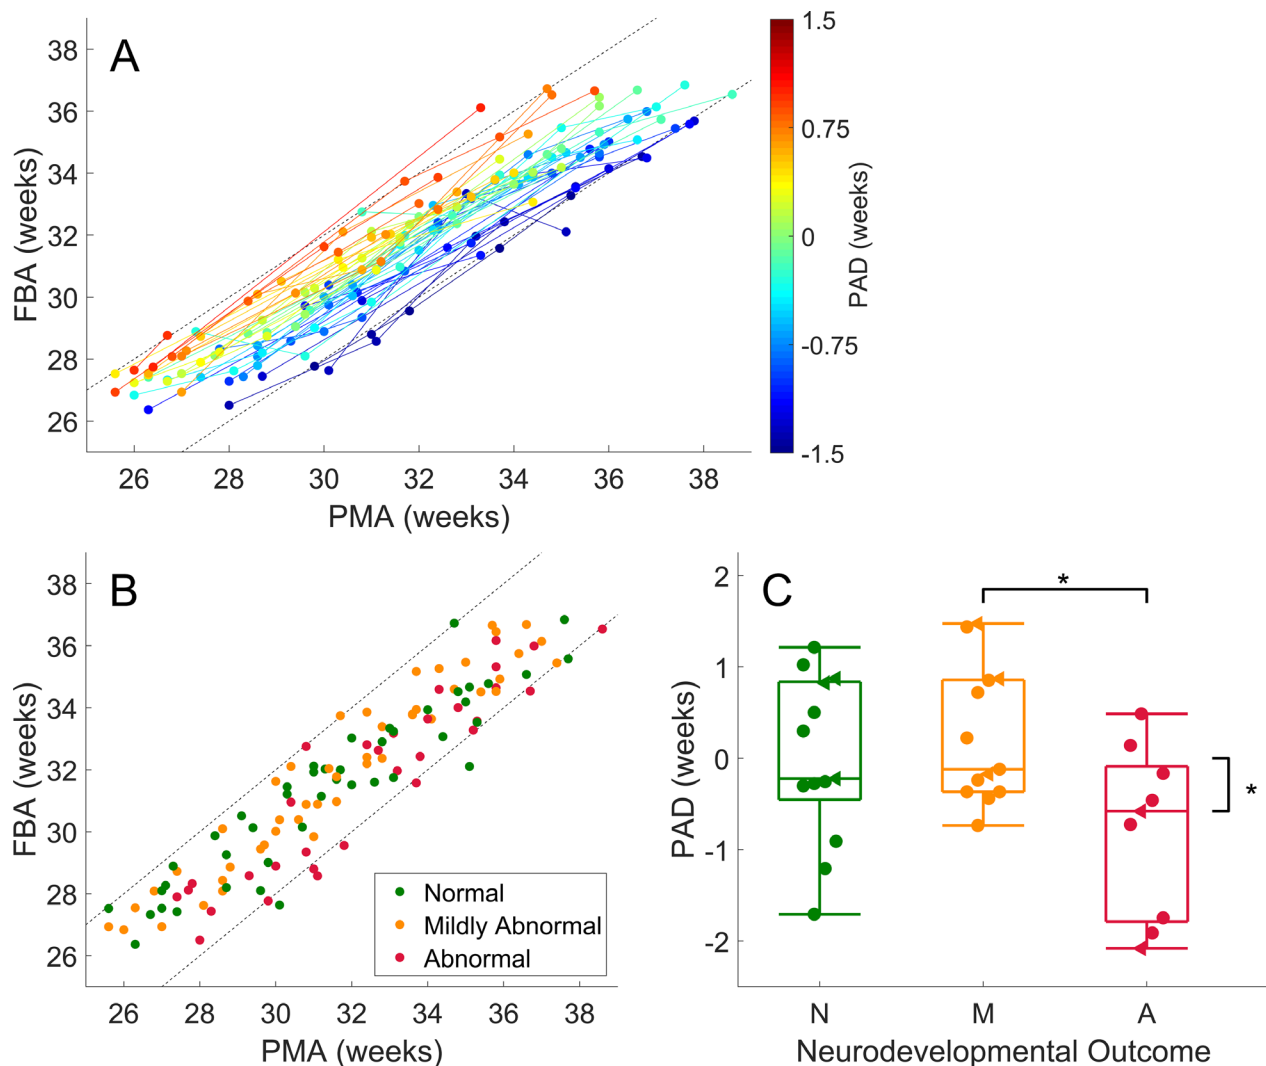 A
FBA (weeks)
38
36
34
32
30
28
26
26 28 30 32 34 36 38
PMA (weeks)
1.5
0.75
0
-0.75
-1.5
PAD (weeks)
B
FBA (weeks)
38
36
34
32
30
28
26
Normal
Mildly Abnormal
Abnormal
26 28 30 32 34 36 38
PMA (weeks)
C
PAD (weeks)
2
1
0
-1
-2
*
*
N M A
Neurodevelopmental Outcome